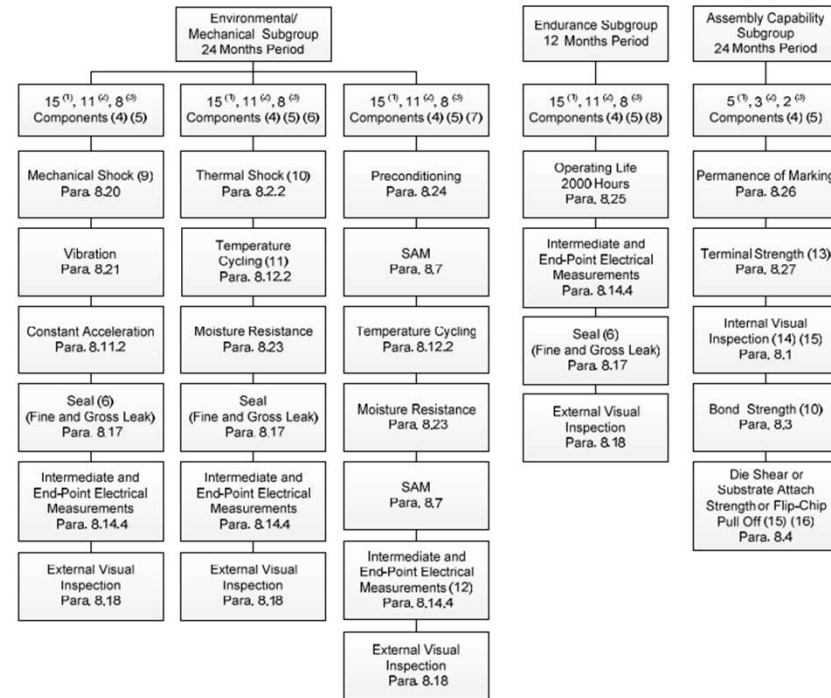 Environmental/
Mechanical Subgroup
24 Months Period
15 (1), 11 (2), 8 (3)
Components (4) (5)
Mechanical Shock (9)
Para. 8.20
Vibration
Para. 8.21
Constant Acceleration
Para. 8.11.2
Seal (6)
(Fine and Gross Leak)
Para. 8.17
Intermediate and
End-Point Electrical
Measurements
Para. 8.14.4
External Visual
Inspection
Para. 8.18
15 (1), 11 (2), 8 (3)
Components (4) (5) (6)
Thermal Shock (10)
Para. 8.2.2
Temperature
Cycling (11)
Para. 8.12.2
Moisture Resistance
Para. 8.23
Seal
(Fine and Gross Leak)
Para. 8.17
Intermediate and
End-Point Electrical
Measurements
Para. 8.14.4
External Visual
Inspection
Para. 8.18
15 (1), 11 (2), 8 (3)
Components (4) (5) (7)
Preconditioning
Para. 8.24
SAM
Para. 8.7
Temperature Cycling
Para. 8.12.2
Moisture Resistance
Para. 8.23
SAM
Para. 8.7
Intermediate and
End-Point Electrical
Measurements (12)
Para. 8.14.4
External Visual
Inspection
Para. 8.18
Endurance Subgroup
12 Months Period
15 (1), 11 (2), 8 (3)
Components (4) (5) (8)
Operating Life
2000 Hours
Para. 8.25
Intermediate and
End-Point Electrical
Measurements
Para. 8.14.4
Seal (6)
(Fine and Gross Leak)
Para. 8.17
External Visual
Inspection
Para. 8.18
Assembly Capability
Subgroup
24 Months Period
5 (1), 3 (2), 2 (3)
Components (4) (5)
Permanence of Marking
Para. 8.26
Terminal Strength (13)
Para. 8.27
Internal Visual
Inspection (14) (15)
Para. 8.1
Bond Strength (10)
Para. 8.3
Die Shear or
Substrate Attach
Strength or Flip-Chip
Pull Off (15) (16)
Para. 8.4